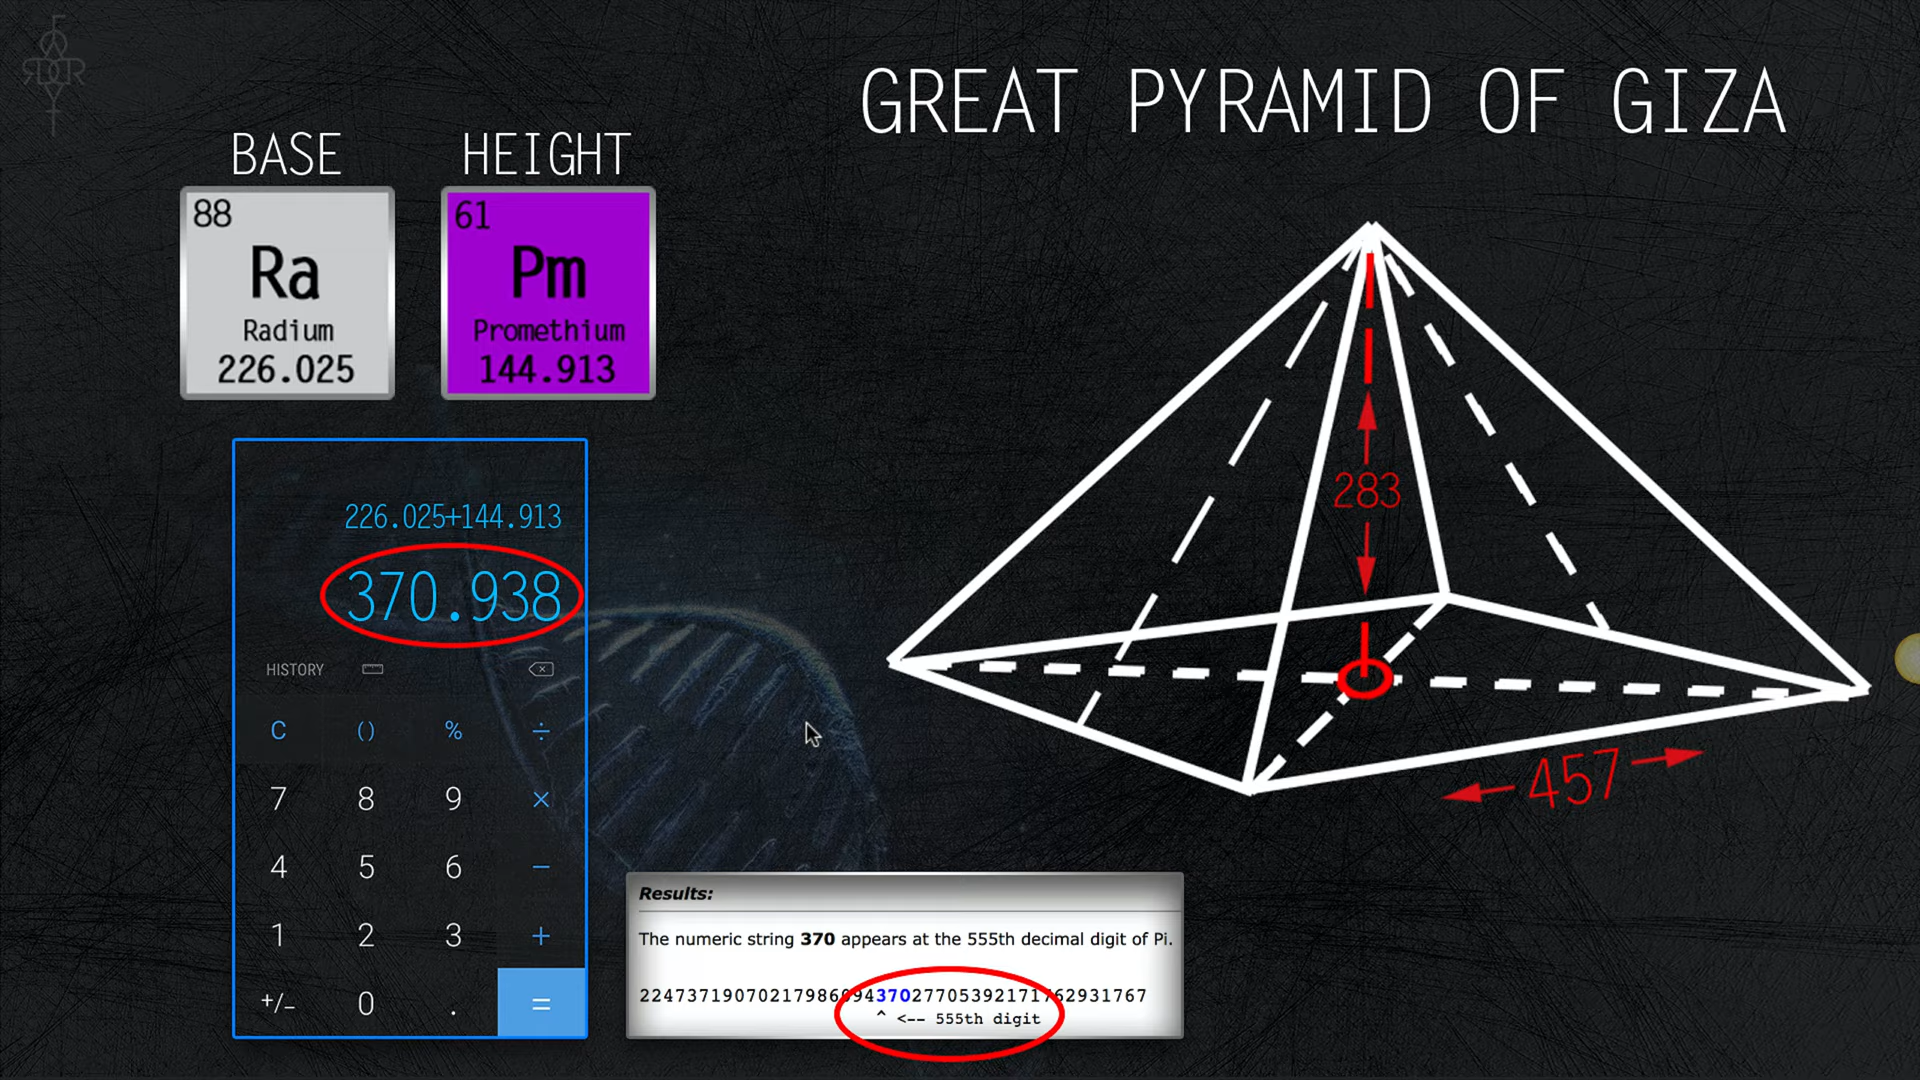 GREAT PYRAMID OF GIZA
BASE
HEIGHT
88
Ra
Radium
226.025
61
Pm
Promethium
144.913
226.025+144.913
370.938
HISTORY
C
()
%
÷
7
8
9
×
4
5
6
−
1
2
3
+
+/−
0
.
=
283
457
Results:
The numeric string 370 appears at the 555th decimal digit of Pi.
22473719070217986094370277053921717629317​67
^ <-- 555th digit